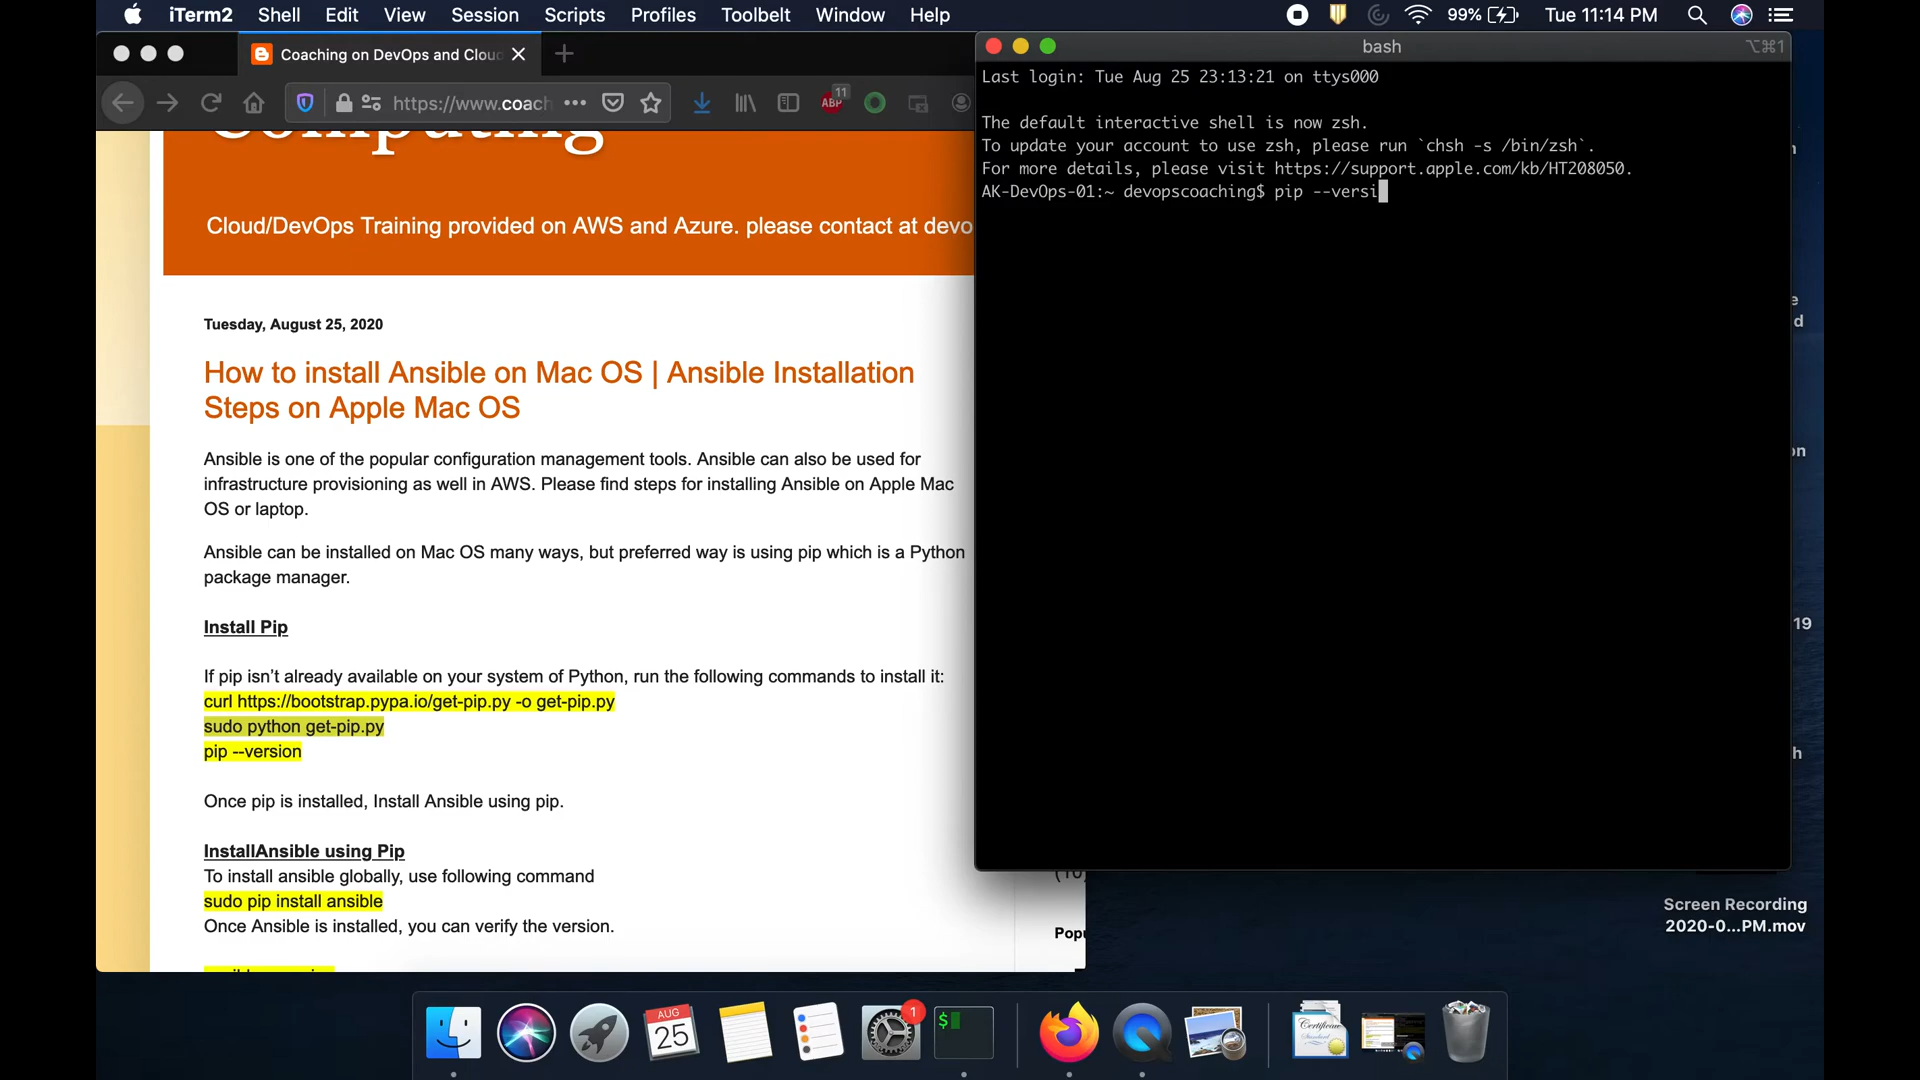 iTerm2 Shell Edit View Session Scripts Profiles Toolbelt Window Help 99% Tue 11:14 PM
Coaching on DevOps and Clou
https://www.coach
ABP 11
Computing
Cloud/DevOps Training provided on AWS and Azure. please contact at devo
Tuesday, August 25, 2020
How to install Ansible on Mac OS | Ansible Installation
Steps on Apple Mac OS
Ansible is one of the popular configuration management tools. Ansible can also be used for
infrastructure provisioning as well in AWS. Please find steps for installing Ansible on Apple Mac
OS or laptop.
Ansible can be installed on Mac OS many ways, but preferred way is using pip which is a Python
package manager.
Install Pip
If pip isn't already available on your system of Python, run the following commands to install it:
curl https://bootstrap.pypa.io/get-pip.py -o get-pip.py
sudo python get-pip.py
pip --version
Once pip is installed, Install Ansible using pip.
InstallAnsible using Pip
To install ansible globally, use following command
sudo pip install ansible
Once Ansible is installed, you can verify the version.
Popu
bash
⌥⌘1
Last login: Tue Aug 25 23:13:21 on ttys000
The default interactive shell is now zsh.
To update your account to use zsh, please run `chsh -s /bin/zsh`.
For more details, please visit https://support.apple.com/kb/HT208050.
AK-DevOps-01:~ devopscoaching$ pip --versi
19
Screen Recording
2020-0...PM.mov
AUG
25
1
$
Certificate
Standard